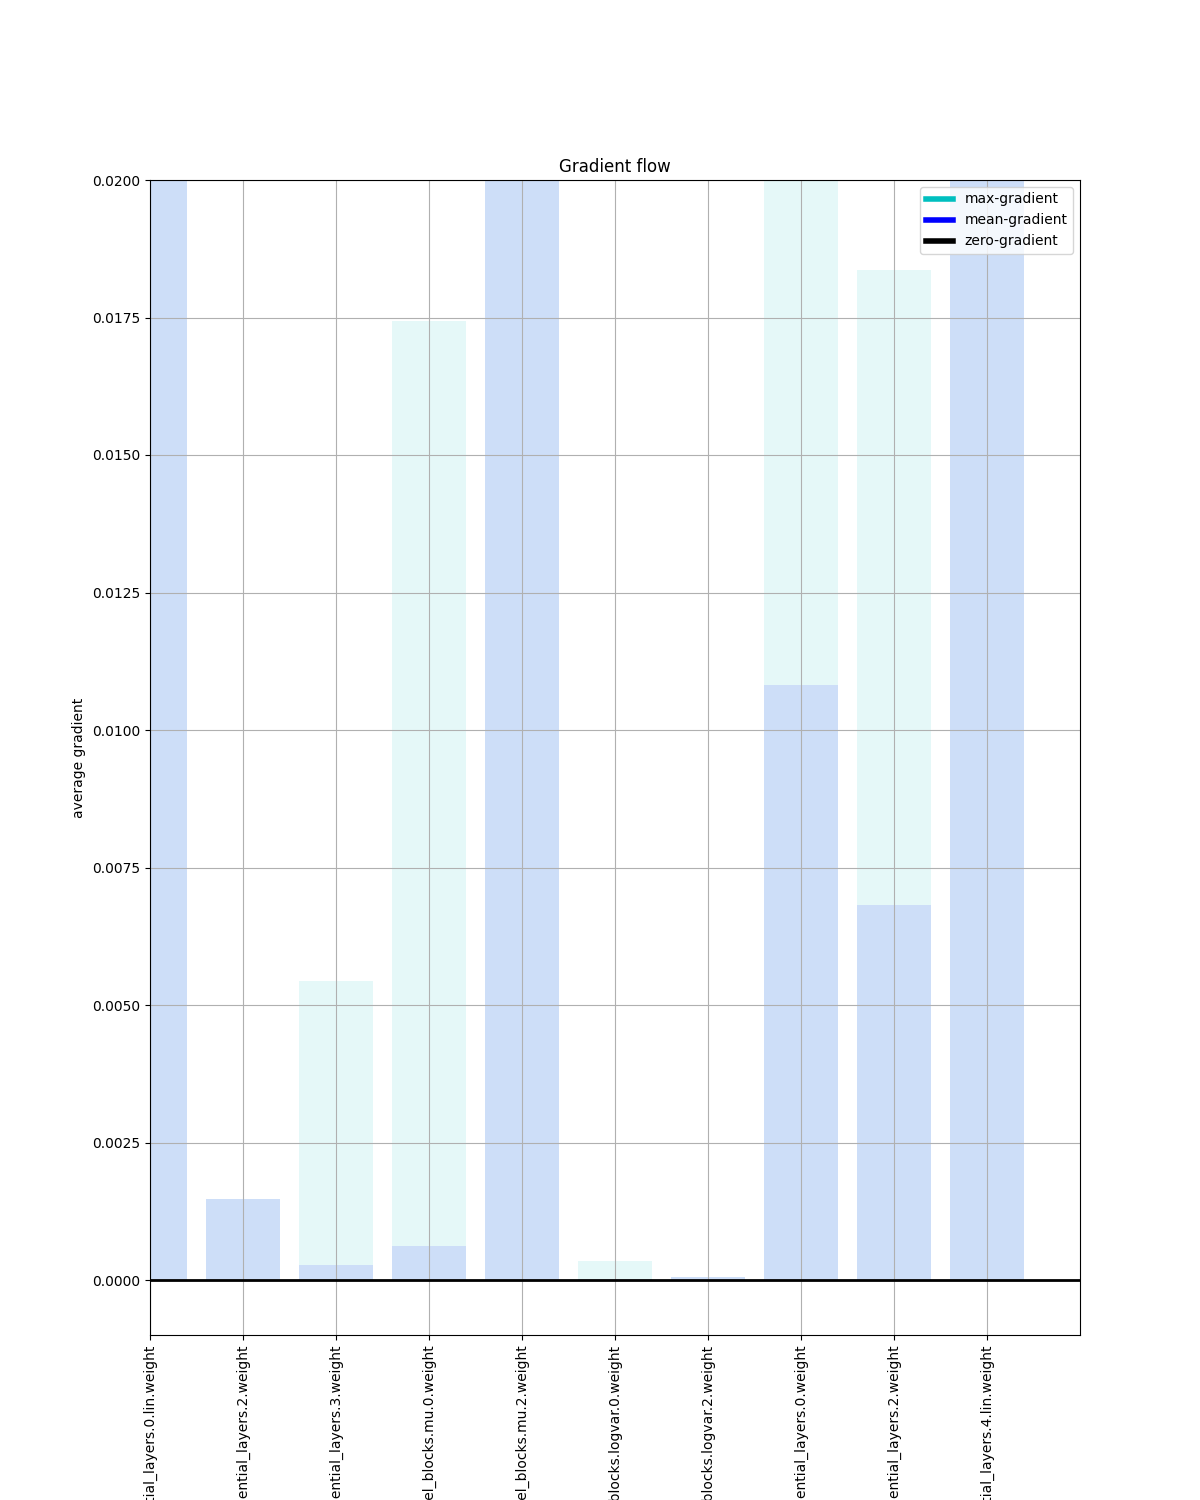 Gradient flow
max-gradient
mean-gradient
zero-gradient
0.0200
0.0175
0.0150
0.0125
0.0100
0.0075
0.0050
0.0025
0.0000
average gradient
tial_layers.0.lin.weight
ential_layers.2.weight
ential_layers.3.weight
el_blocks.mu.0.weight
el_blocks.mu.2.weight
blocks.logvar.0.weight
blocks.logvar.2.weight
ential_layers.0.weight
ential_layers.2.weight
tial_layers.4.lin.weight